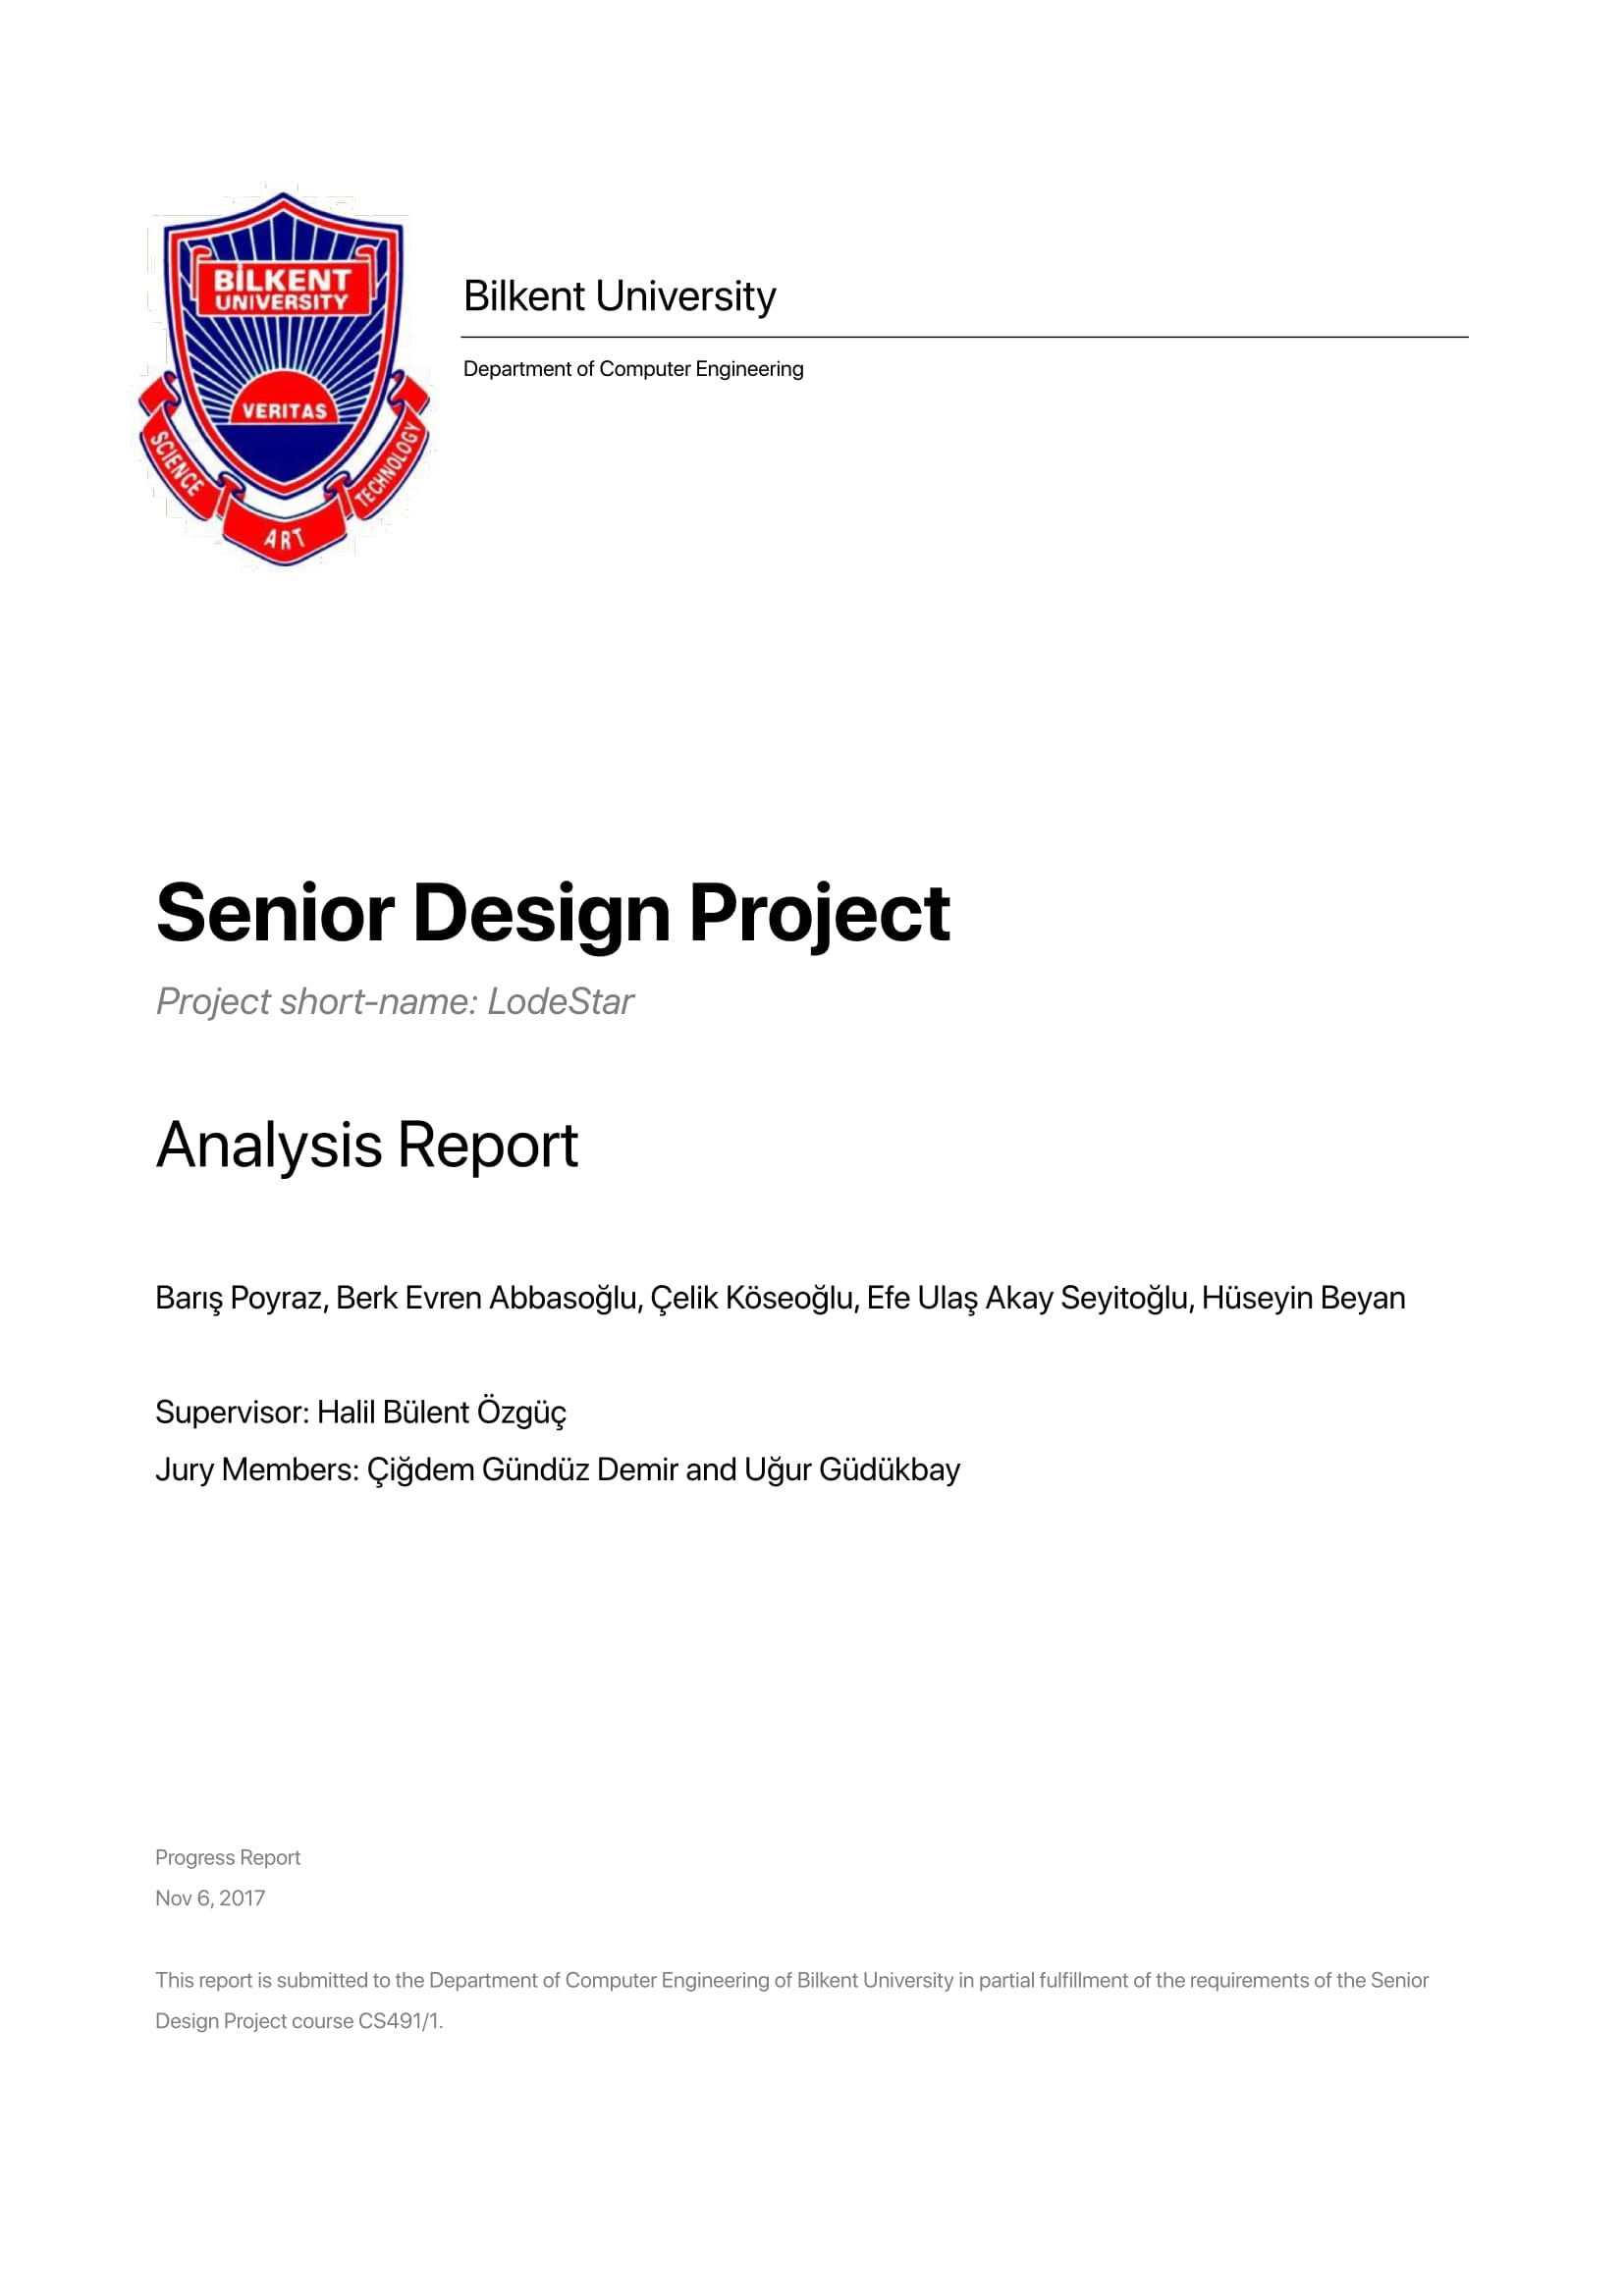 BİLKENT
UNIVERSITY
VERITAS
SCIENCE
ART
TECHNOLOGY
Bilkent University
Department of Computer Engineering
Senior Design Project
Project short-name: LodeStar
Analysis Report
Barış Poyraz, Berk Evren Abbasoğlu, Çelik Köseoğlu, Efe Ulaş Akay Seyitoğlu, Hüseyin Beyan
Supervisor: Halil Bülent Özgüç
Jury Members: Çiğdem Gündüz Demir and Uğur Güdükbay
Progress Report
Nov 6, 2017
This report is submitted to the Department of Computer Engineering of Bilkent University in partial fulfillment of the requirements of the Senior
Design Project course CS491/1.